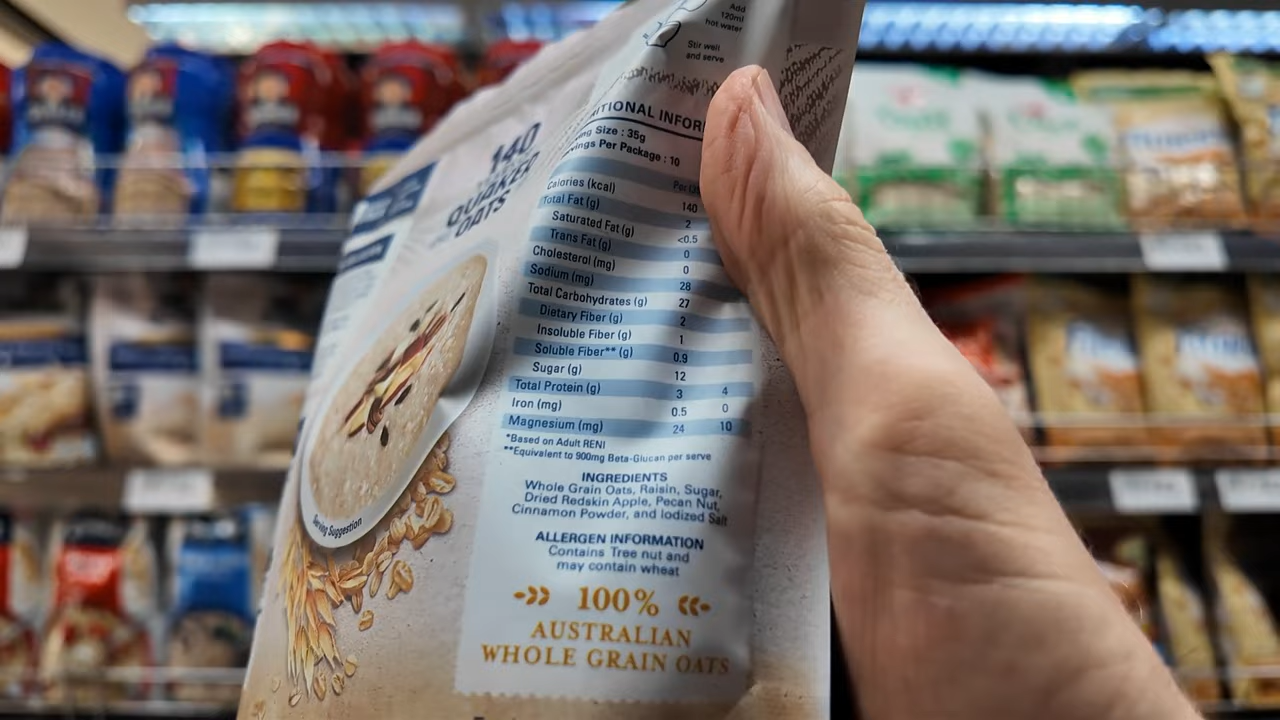 Add
120ml
hot water
Stir well
and serve
140
QUAKER
OATS
Serving Suggestion
ITIONAL INFOR
ing Size : 35g
vings Per Package : 10
Calories (kcal) 140
Total Fat (g) 2
Saturated Fat (g) <0.5
Trans Fat (g) 0
Cholesterol (mg) 0
Sodium (mg) 28
Total Carbohydrates (g) 27
Dietary Fiber (g) 2
Insoluble Fiber (g) 1
Soluble Fiber** (g) 0.9
Sugar (g) 12
Total Protein (g) 3 4
Iron (mg) 0.5 0
Magnesium (mg) 24 10
*Based on Adult RENI
**Equivalent to 900mg Beta-Glucan per serve
INGREDIENTS
Whole Grain Oats, Raisin, Sugar,
Dried Redskin Apple, Pecan Nut,
Cinnamon Powder, and Iodized Salt
ALLERGEN INFORMATION
Contains Tree nut and
may contain wheat
100%
AUSTRALIAN
WHOLE GRAIN OATS